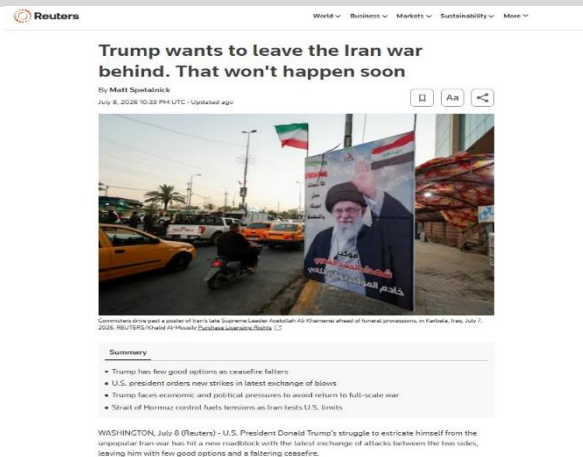 Reuters
World Business Markets Sustainability More
Trump wants to leave the Iran war
behind. That won't happen soon
By Matt Spetalnick
July 8, 2026 10:33 PM UTC · Updated ago
Aa
موكب
خادم
Commuters drive past a poster of Iran's late Supreme Leader Ayatollah Ali Khamenei ahead of funeral processions, in Karbala, Iraq, July 7,
2026. REUTERS/Khalid Al-Mousily Purchase Licensing Rights
Summary
Trump has few good options as ceasefire falters
U.S. president orders new strikes in latest exchange of blows
Trump faces economic and political pressures to avoid return to full-scale war
Strait of Hormuz control fuels tensions as Iran tests U.S. limits
WASHINGTON, July 8 (Reuters) - U.S. President Donald Trump's struggle to extricate himself from the
unpopular Iran war has hit a new roadblock with the latest exchange of attacks between the two sides,
leaving him with few good options and a faltering ceasefire.